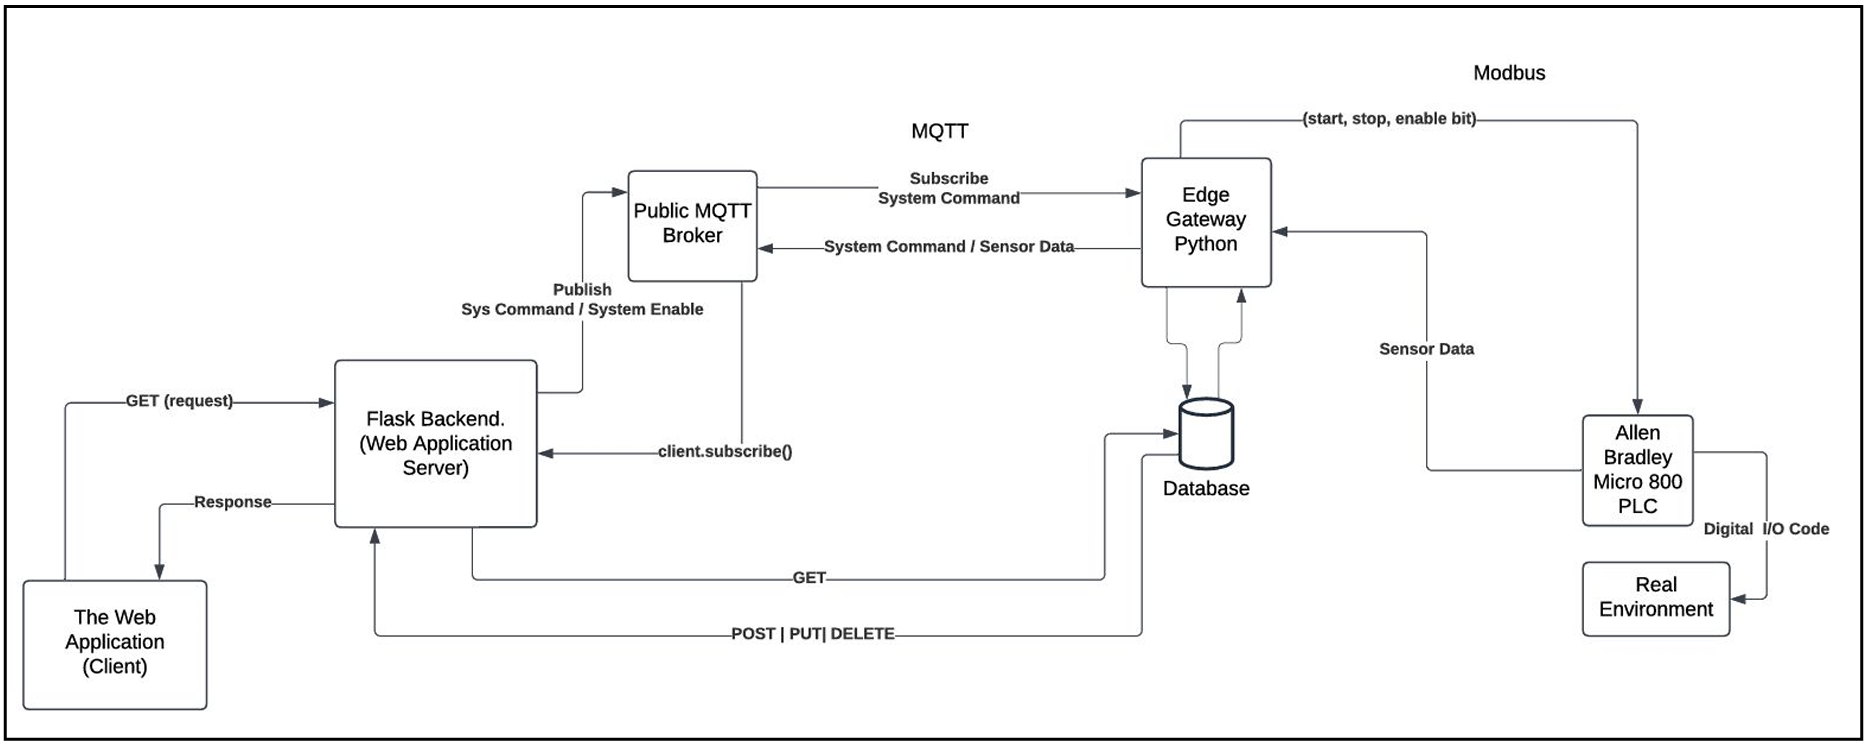 Modbus
(start, stop, enable bit)
MQTT
Subscribe
System Command
Edge
Gateway
Python
Public MQTT
Broker
System Command / Sensor Data
Publish
Sys Command / System Enable
Sensor Data
GET (request)
Flask Backend.
(Web Application
Server)
client.subscribe()
Database
Allen
Bradley
Micro 800
PLC
Response
Digital I/O Code
GET
Real
Environment
The Web
Application
(Client)
POST | PUT| DELETE